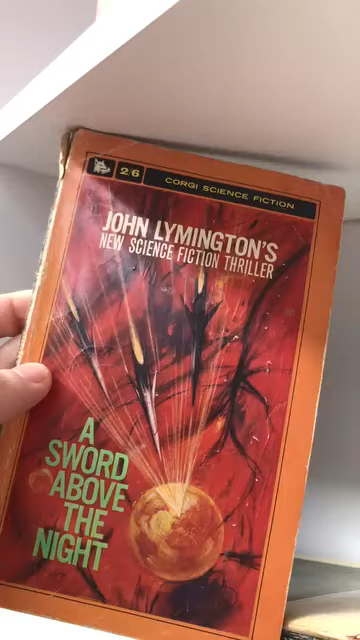 2/6 CORGI SCIENCE FICTION
JOHN LYMINGTON'S
NEW SCIENCE FICTION THRILLER
A
SWORD
ABOVE
THE
NIGHT